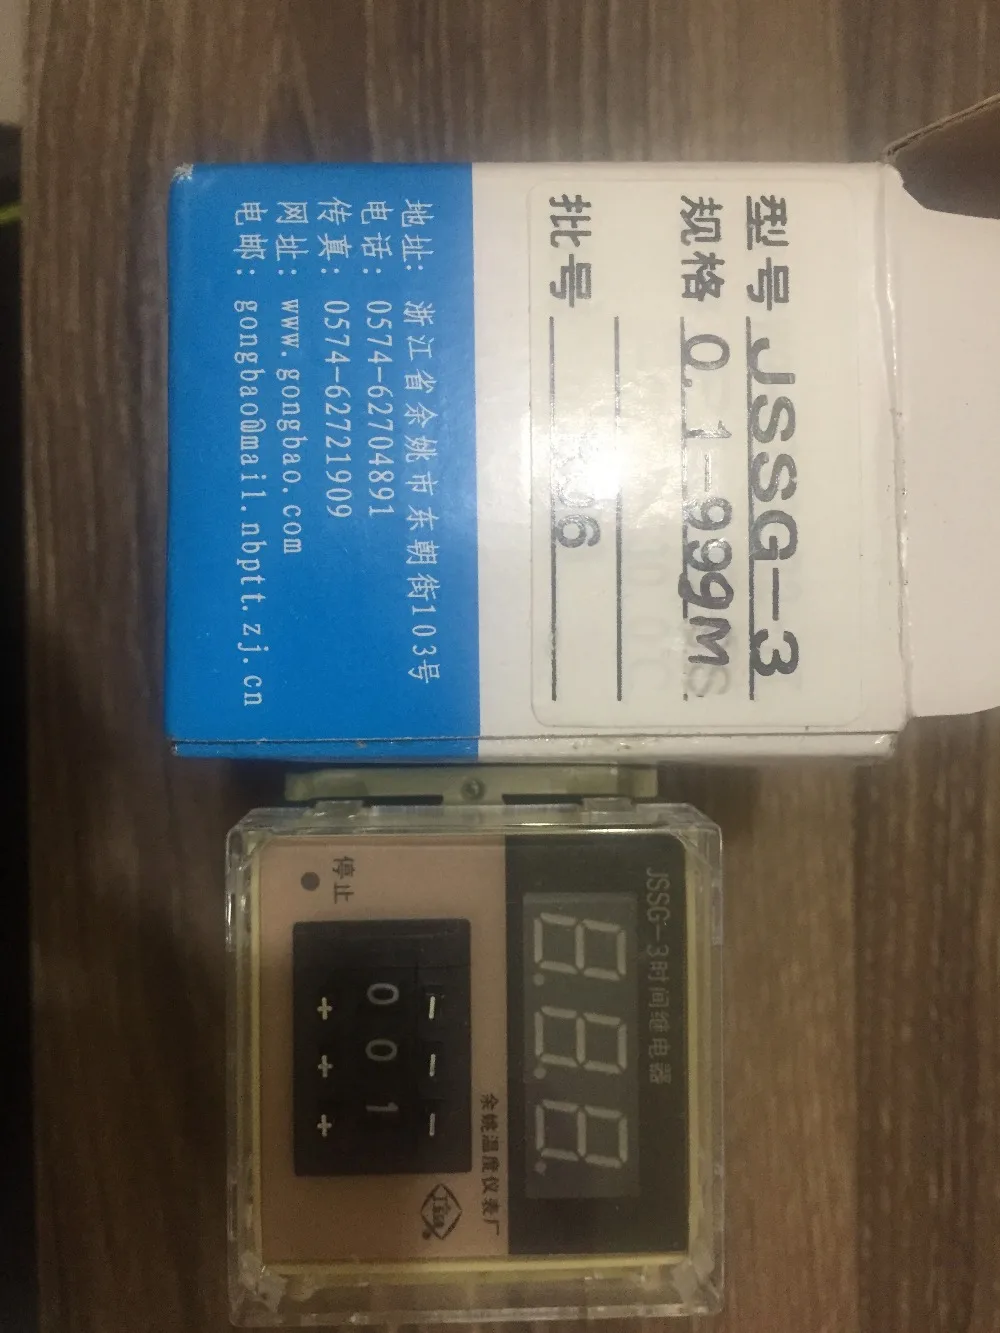 型号 JSSG-3
规格 0.1-999M
批号
地址: 浙江省余姚市东朝街103号
电话: 0574-62704891
传真: 0574-62721909
网址: www.gongbao.com
电邮: gongbao@mail.nbptt.zj.cn
JSSG-3时间继电器
余姚温度仪表厂
停止
- - -
0 0 1
+ + +